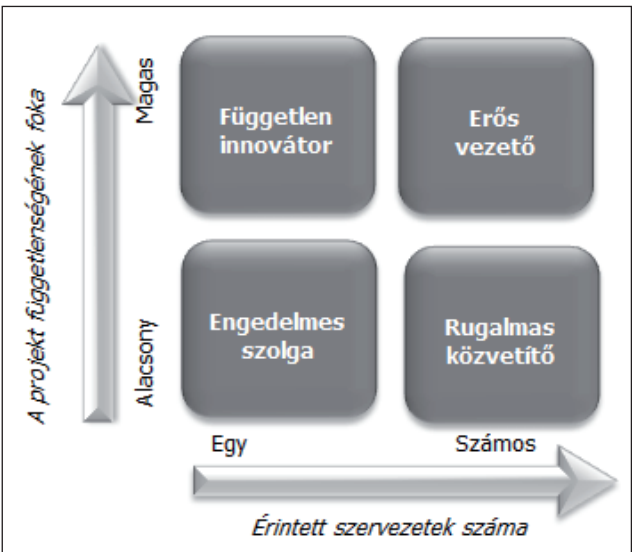 A projekt függetlenségének foka
Magas
Alacsony
Független
innovátor
Erős
vezető
Engedelmes
szolga
Rugalmas
közvetítő
Egy
Számos
Érintett szervezetek száma